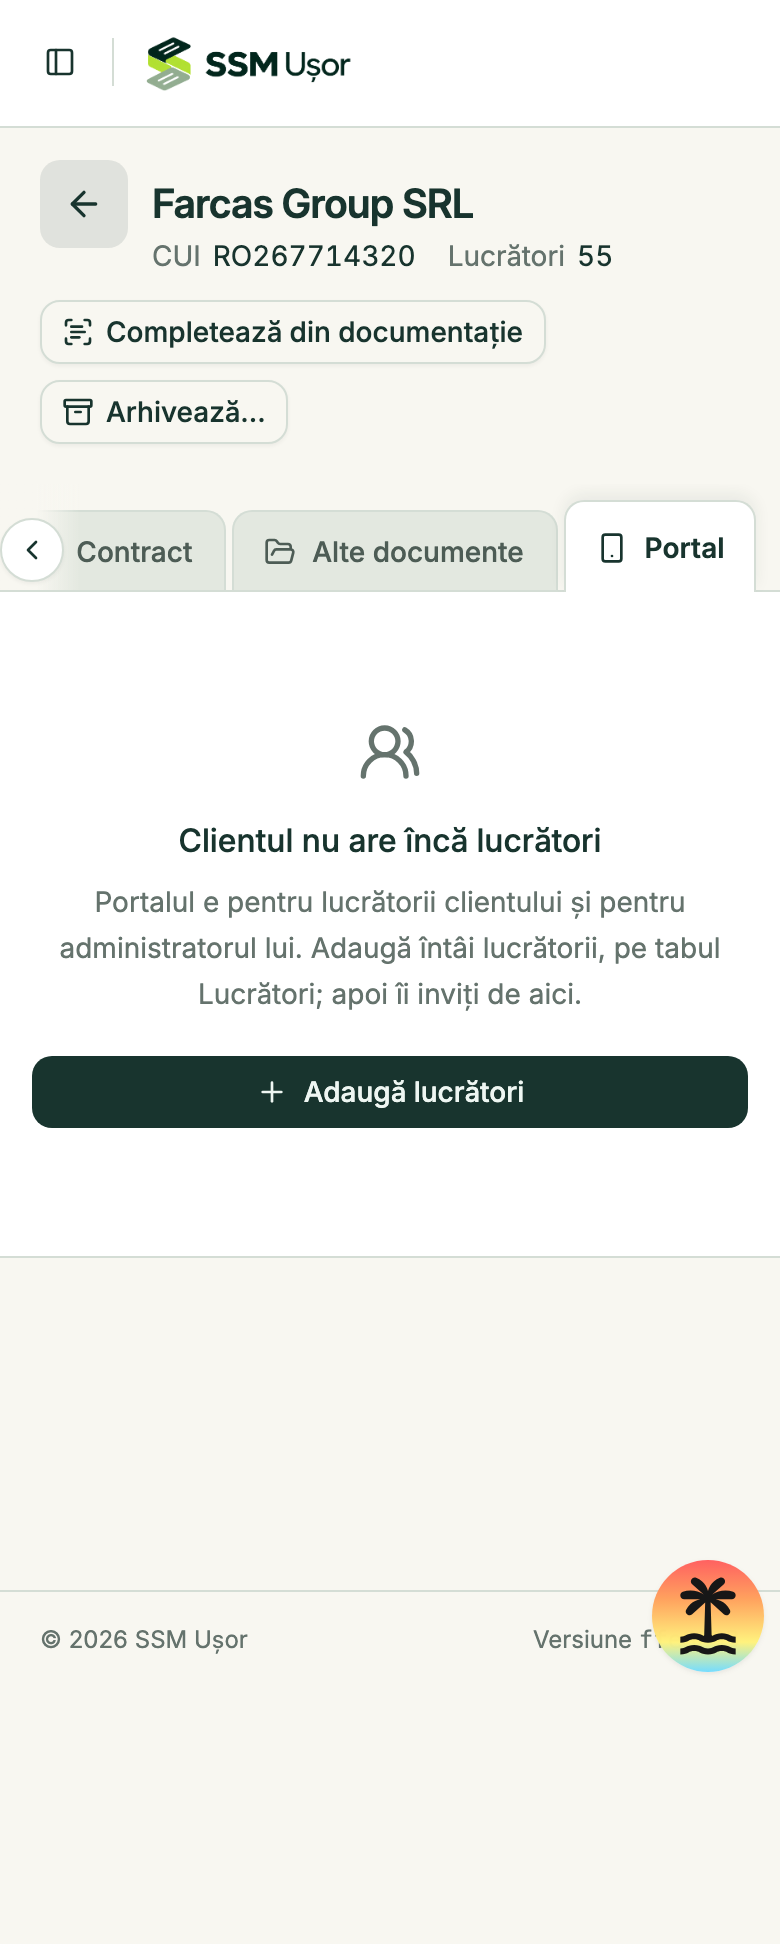 SSM Ușor
Farcas Group SRL
CUI RO267714320 Lucrători 55
Completează din documentație
Arhivează...
Contract
Alte documente
Portal
Clientul nu are încă lucrători
Portalul e pentru lucrătorii clientului și pentru
administratorul lui. Adaugă întâi lucrătorii, pe tabul
Lucrători; apoi îi inviți de aici.
Adaugă lucrători
© 2026 SSM Ușor
Versiune